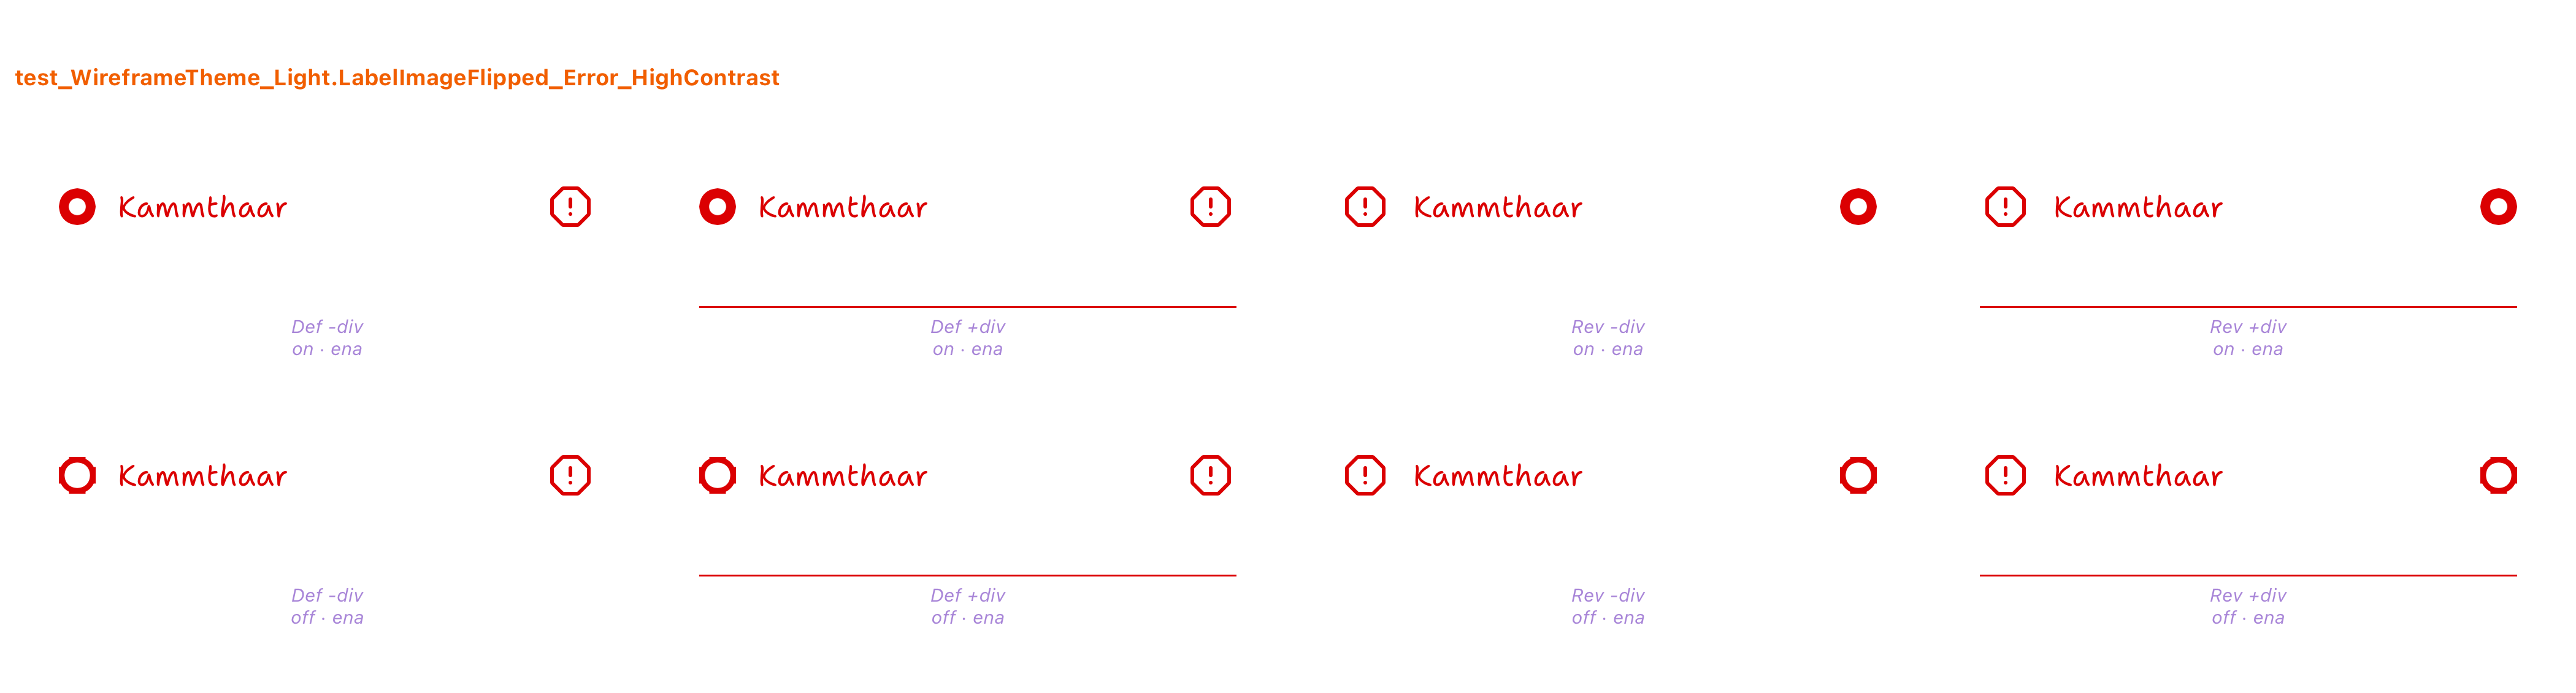 test_WireframeTheme_Light.LabelImageFlipped_Error_HighContrast
Kammthaar
Kammthaar
Kammthaar
Kammthaar
Def -div
on · ena
Def +div
on · ena
Rev -div
on · ena
Rev +div
on · ena
Kammthaar
Kammthaar
Kammthaar
Kammthaar
Def -div
off · ena
Def +div
off · ena
Rev -div
off · ena
Rev +div
off · ena